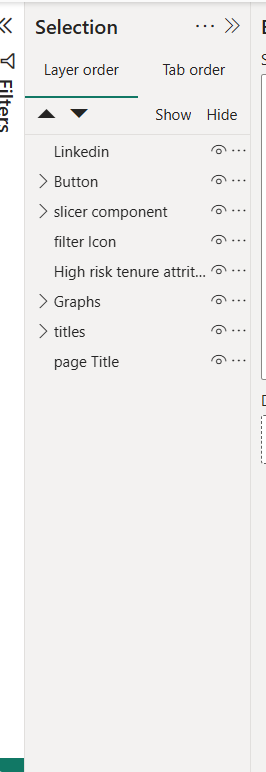 Selection
Layer order Tab order
Show Hide
Linkedin
Button
slicer component
filter Icon
High risk tenure attrit...
Graphs
titles
page Title
Filters